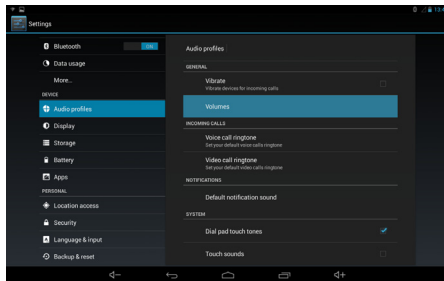 Settings
Bluetooth
ON
Data usage
More...
DEVICE
Audio profiles
Display
Storage
Battery
Apps
PERSONAL
Location access
Security
Language & input
Backup & reset
Audio profiles
GENERAL
Vibrate
Vibrate devices for incoming calls
Volumes
INCOMING CALLS
Voice call ringtone
Set your default voice calls ringtone
Video call ringtone
Set your default video calls ringtone
NOTIFICATIONS
Default notification sound
SYSTEM
Dial pad touch tones
Touch sounds